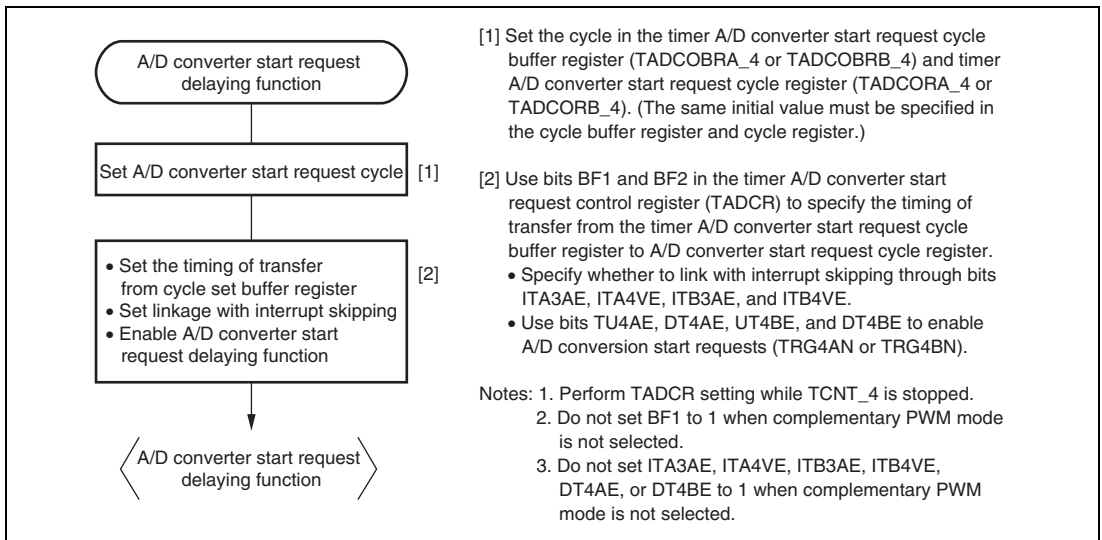 A/D converter start request
delaying function
Set A/D converter start request cycle [1]
• Set the timing of transfer
from cycle set buffer register
• Set linkage with interrupt skipping
• Enable A/D converter start
request delaying function
[2]
A/D converter start request
delaying function
[1] Set the cycle in the timer A/D converter start request cycle
buffer register (TADCOBRA_4 or TADCOBRB_4) and timer
A/D converter start request cycle register (TADCORA_4 or
TADCORB_4). (The same initial value must be specified in
the cycle buffer register and cycle register.)
[2] Use bits BF1 and BF2 in the timer A/D converter start
request control register (TADCR) to specify the timing of
transfer from the timer A/D converter start request cycle
buffer register to A/D converter start request cycle register.
• Specify whether to link with interrupt skipping through bits
ITA3AE, ITA4VE, ITB3AE, and ITB4VE.
• Use bits TU4AE, DT4AE, UT4BE, and DT4BE to enable
A/D conversion start requests (TRG4AN or TRG4BN).
Notes: 1. Perform TADCR setting while TCNT_4 is stopped.
2. Do not set BF1 to 1 when complementary PWM mode
is not selected.
3. Do not set ITA3AE, ITA4VE, ITB3AE, ITB4VE,
DT4AE, or DT4BE to 1 when complementary PWM
mode is not selected.